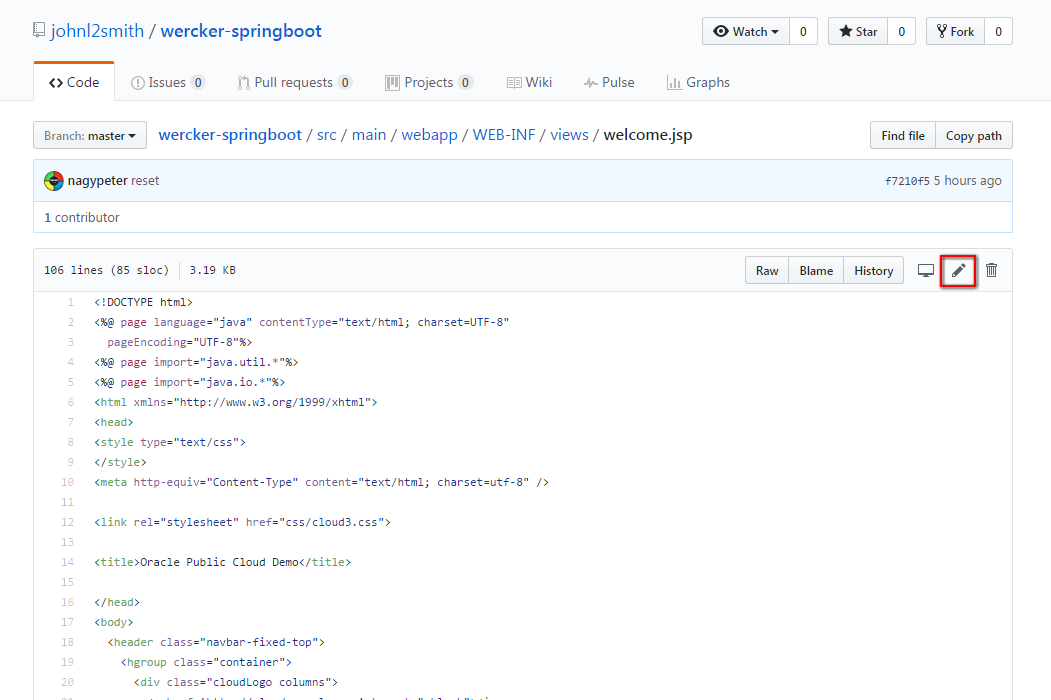 johnl2smith / wercker-springboot
Watch 0 Star 0 Fork 0
Code Issues 0 Pull requests 0 Projects 0 Wiki Pulse Graphs
Branch: master wercker-springboot / src / main / webapp / WEB-INF / views / welcome.jsp Find file Copy path
nagypeter reset f7210f5 5 hours ago
1 contributor
106 lines (85 sloc) 3.19 KB Raw Blame History
1 <!DOCTYPE html>
2 <%@ page language="java" contentType="text/html; charset=UTF-8"
3 pageEncoding="UTF-8"%>
4 <%@ page import="java.util.*"%>
5 <%@ page import="java.io.*"%>
6 <html xmlns="http://www.w3.org/1999/xhtml">
7 <head>
8 <style type="text/css">
9 </style>
10 <meta http-equiv="Content-Type" content="text/html; charset=utf-8" />
11
12 <link rel="stylesheet" href="css/cloud3.css">
13
14 <title>Oracle Public Cloud Demo</title>
15
16 </head>
17 <body>
18 <header class="navbar-fixed-top">
19 <hgroup class="container">
20 <div class="cloudLogo columns">